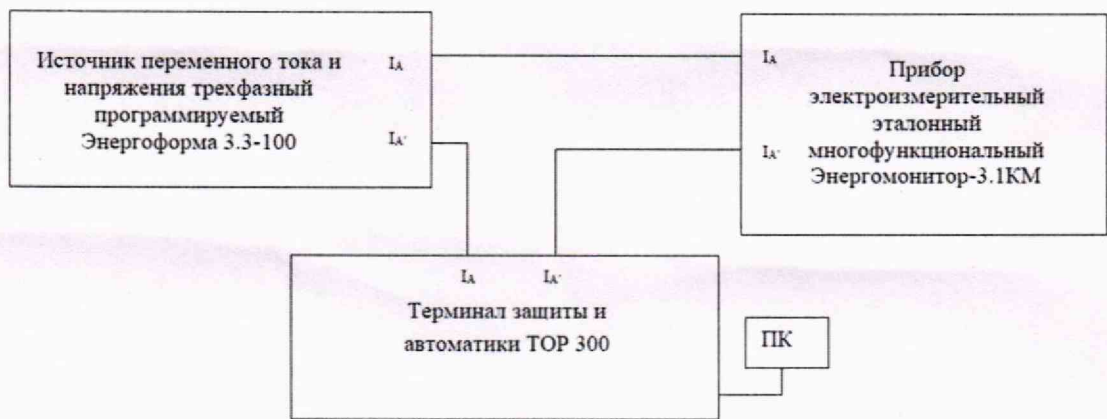 Источник переменного тока и
напряжения трехфазный
программируемый
Энергоформа 3.3-100
IA
IA'
IA
IA'
Прибор
электроизмерительный
эталонный
многофункциональный
Энергомонитор-3.1КМ
IA
IA'
Терминал защиты и
автоматики ТОР 300
ПК